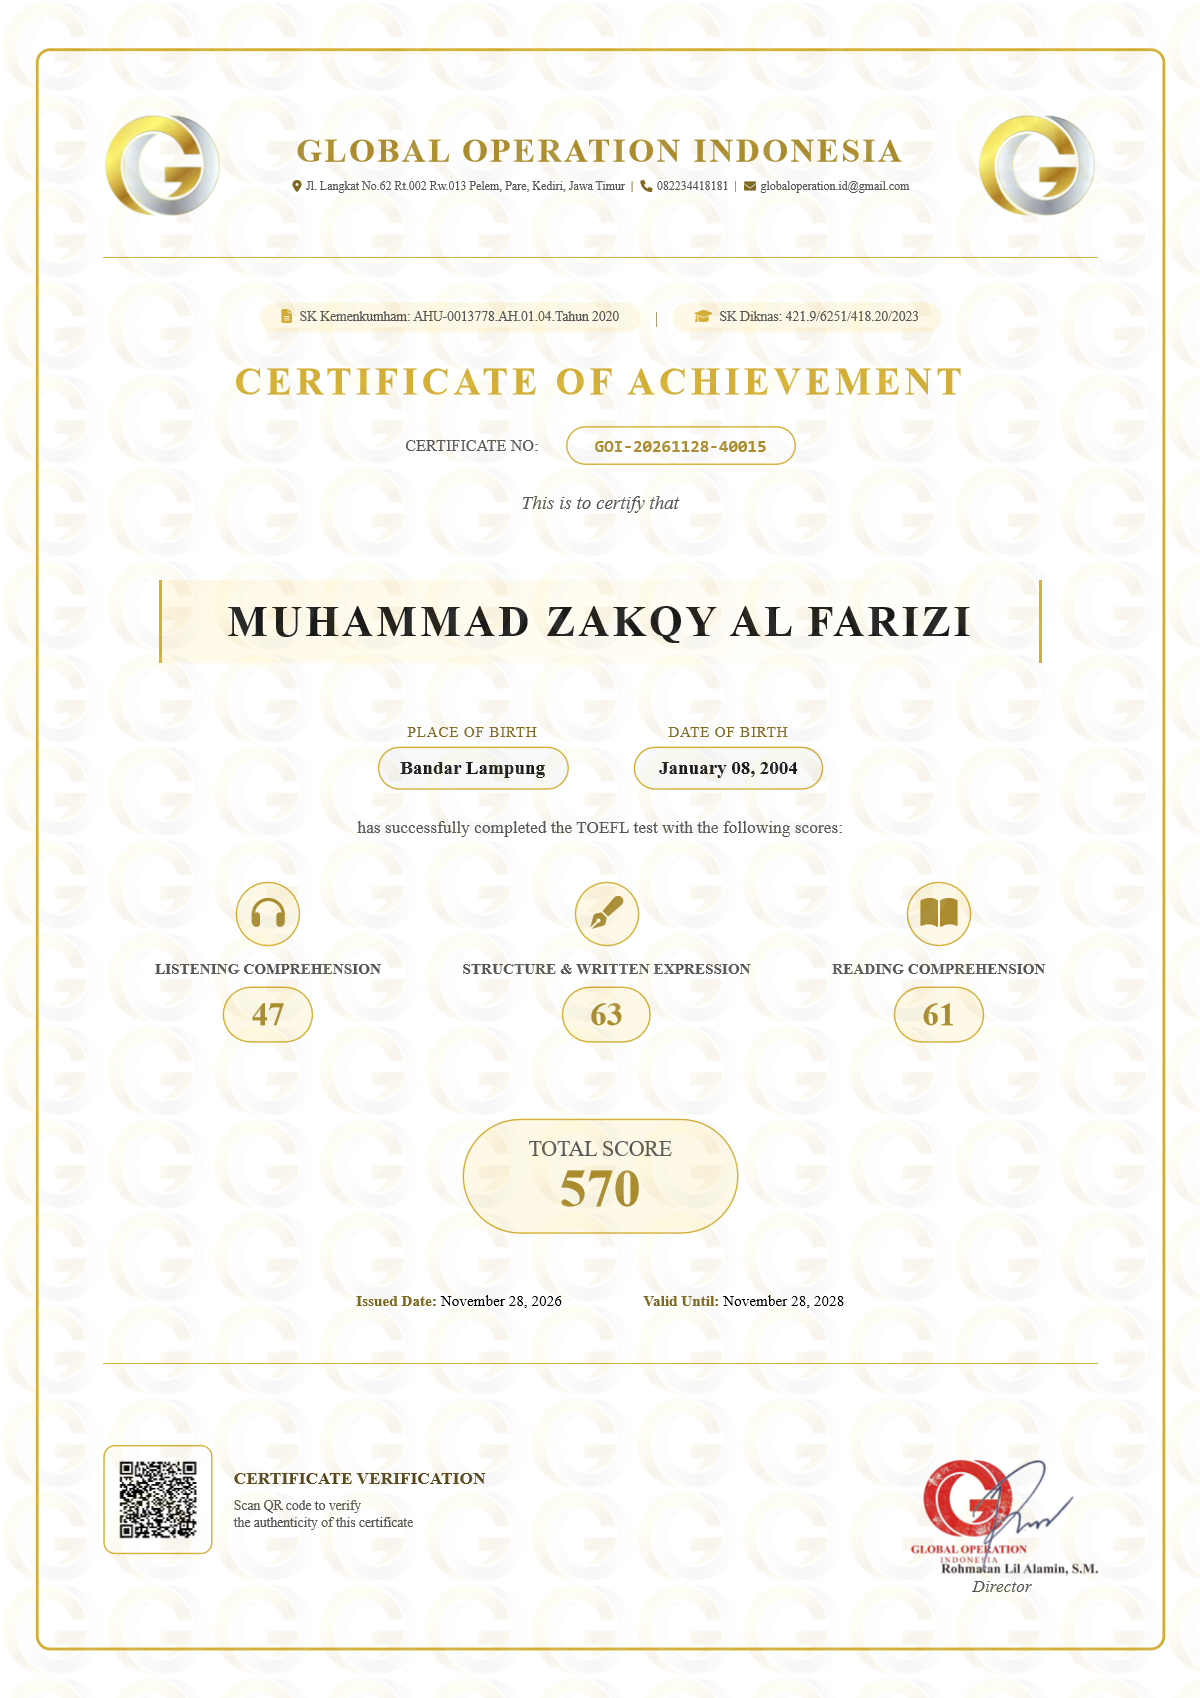 GLOBAL OPERATION INDONESIA
Jl. Langkat No.62 Rt.002 Rw.013 Pelem, Pare, Kediri, Jawa Timur | 082234418181 | globaloperation.id@gmail.com
SK Kemenkumham: AHU-0013778.AH.01.04.Tahun 2020 | SK Diknas: 421.9/6251/418.20/2023
CERTIFICATE OF ACHIEVEMENT
CERTIFICATE NO: GOI-20261128-40015
This is to certify that
MUHAMMAD ZAKQY AL FARIZI
PLACE OF BIRTH DATE OF BIRTH
Bandar Lampung January 08, 2004
has successfully completed the TOEFL test with the following scores:
LISTENING COMPREHENSION STRUCTURE & WRITTEN EXPRESSION READING COMPREHENSION
47 63 61
TOTAL SCORE
570
Issued Date: November 28, 2026 Valid Until: November 28, 2028
CERTIFICATE VERIFICATION
Scan QR code to verify
the authenticity of this certificate
GLOBAL OPERATION
INDONESIA
Rohmatan Lil Alamin, S.M.
Director